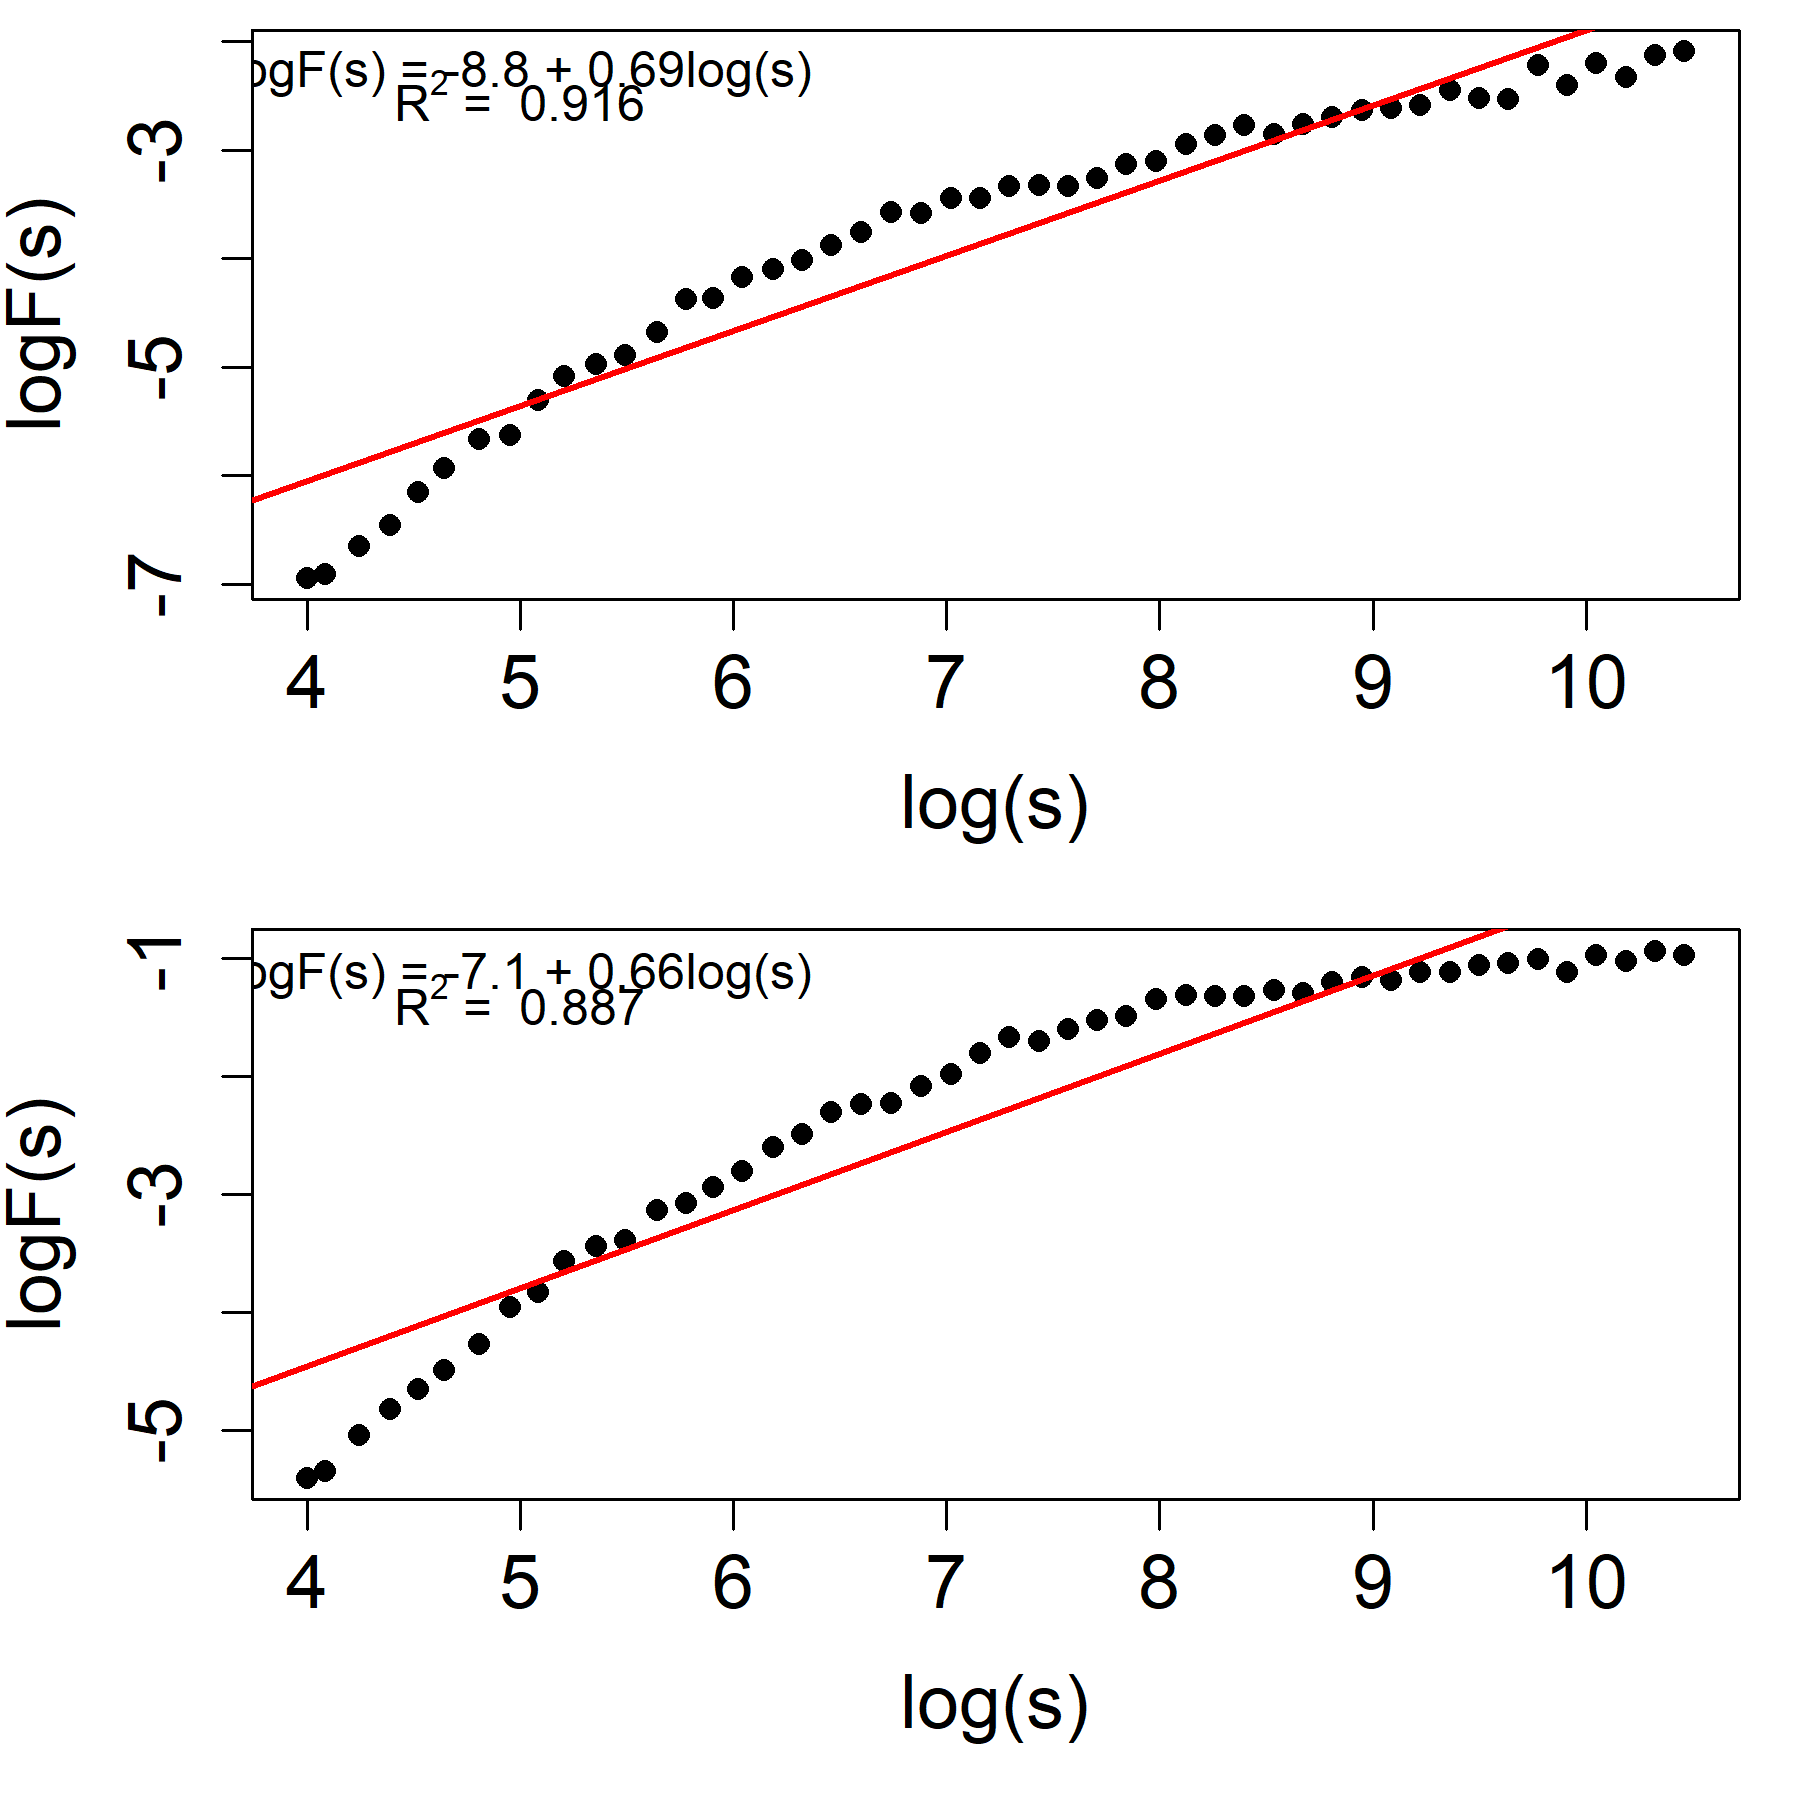 ogF(s) = -8.8 + 0.69log(s)
R² = 0.916
logF(s)
-3
-5
-7
4 5 6 7 8 9 10
log(s)
ogF(s) = -7.1 + 0.66log(s)
R² = 0.887
logF(s)
-1
-3
-5
4 5 6 7 8 9 10
log(s)